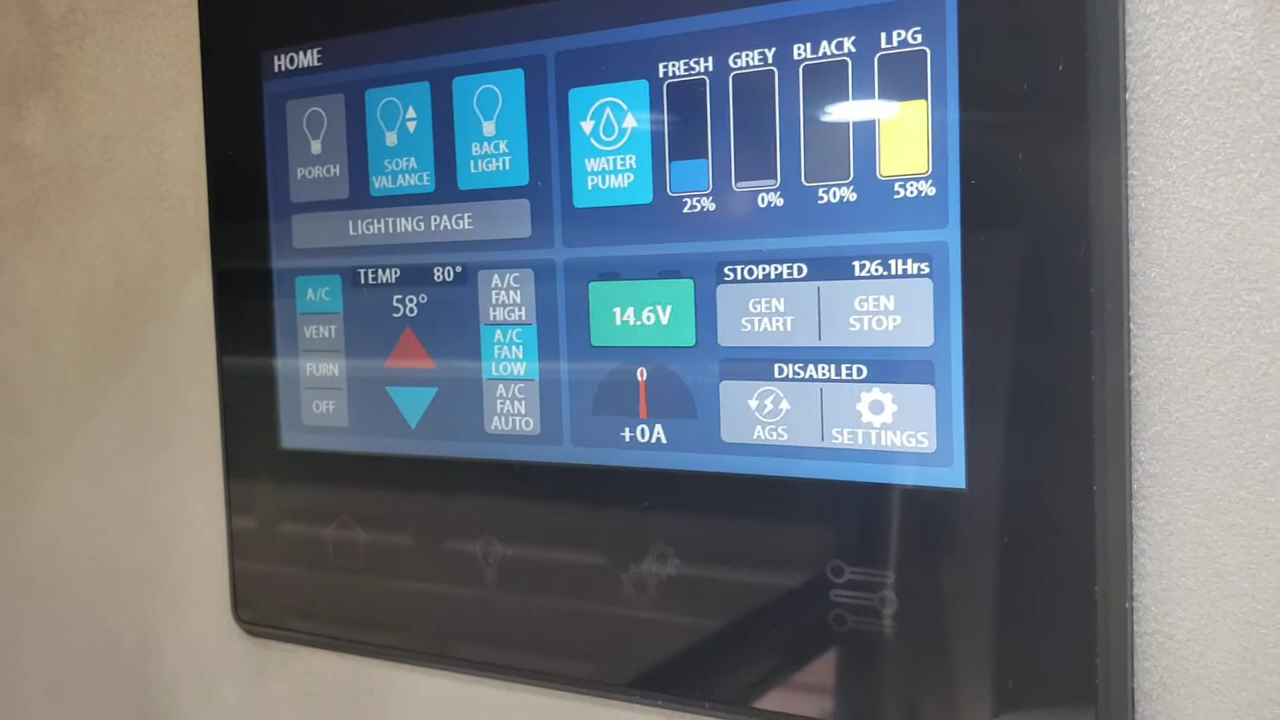 HOME
PORCH
SOFA
VALANCE
BACK
LIGHT
LIGHTING PAGE
WATER
PUMP
FRESH
GREY
BLACK
LPG
25%
0%
50%
58%
A/C
VENT
FURN
OFF
TEMP 80°
58°
A/C
FAN
HIGH
A/C
FAN
LOW
A/C
FAN
AUTO
14.6V
0
+0A
STOPPED 126.1Hrs
GEN
START
GEN
STOP
DISABLED
AGS
SETTINGS